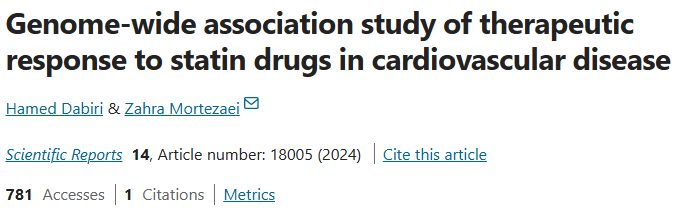 Genome-wide association study of therapeutic
response to statin drugs in cardiovascular disease
Hamed Dabiri & Zahra Mortezaei
Scientific Reports 14, Article number: 18005 (2024) Cite this article
781 Accesses 1 Citations Metrics